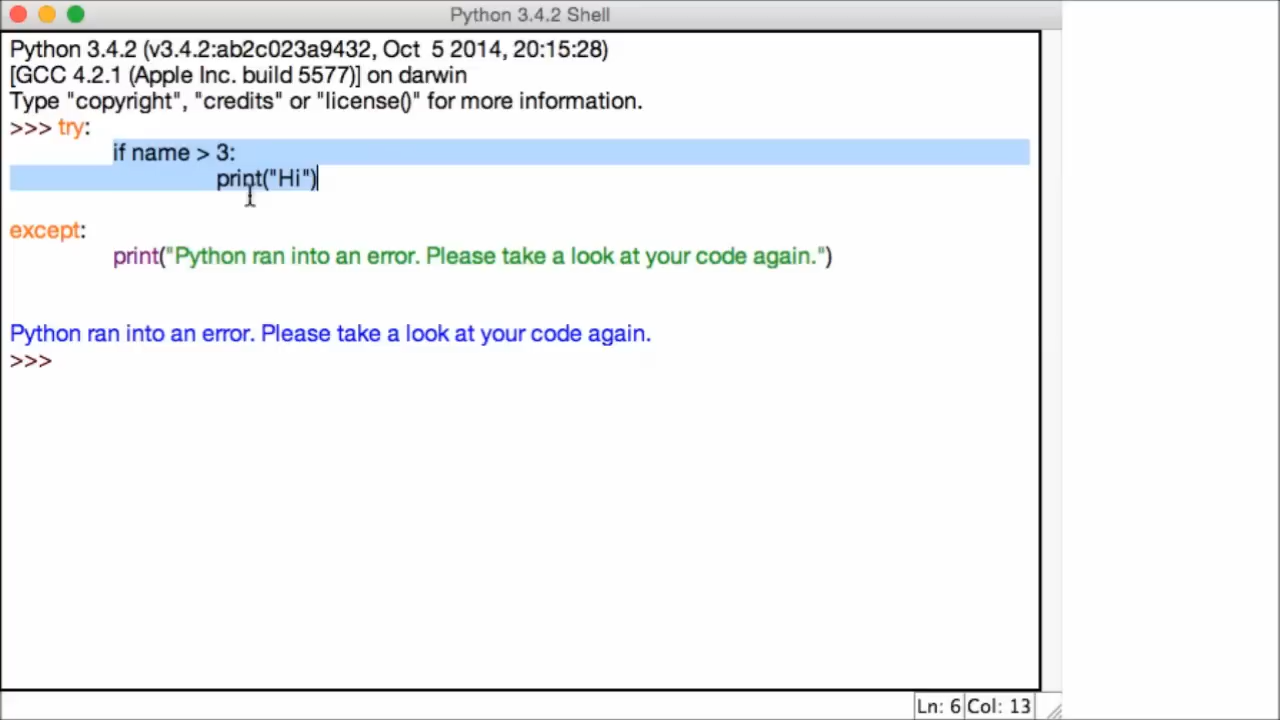 Python 3.4.2 Shell
Python 3.4.2 (v3.4.2:ab2c023a9432, Oct  5 2014, 20:15:28)
[GCC 4.2.1 (Apple Inc. build 5577)] on darwin
Type "copyright", "credits" or "license()" for more information.
>>> try:
if name > 3:
print("Hi")
except:
print("Python ran into an error. Please take a look at your code again.")
Python ran into an error. Please take a look at your code again.
>>>
Ln: 6 Col: 13